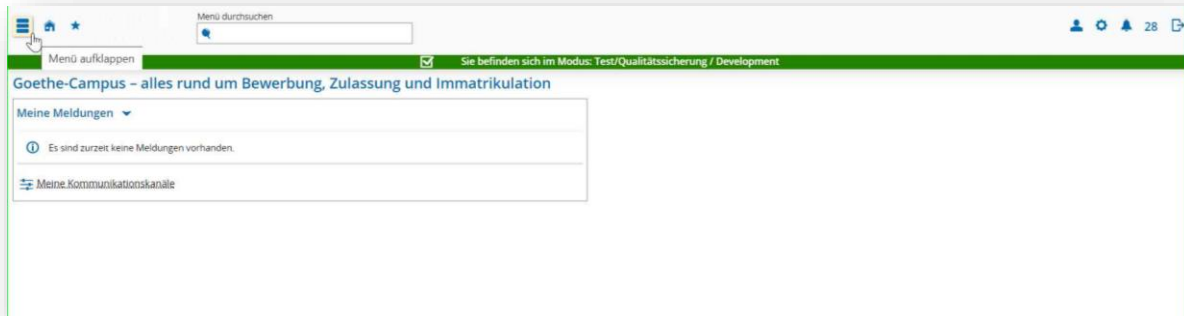 Menü durchsuchen
28
Menü aufklappen
Sie befinden sich im Modus: Test/Qualitätssicherung / Development
Goethe-Campus – alles rund um Bewerbung, Zulassung und Immatrikulation
Meine Meldungen
Es sind zurzeit keine Meldungen vorhanden.
Meine Kommunikationskanäle